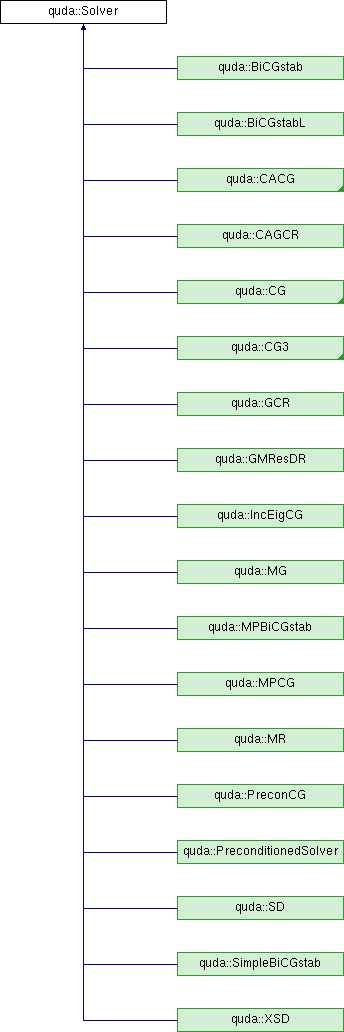 quda::Solver
quda::BiCGstab
quda::BiCGstabL
quda::CACG
quda::CAGCR
quda::CG
quda::CG3
quda::GCR
quda::GMResDR
quda::IncEigCG
quda::MG
quda::MPBiCGstab
quda::MPCG
quda::MR
quda::PreconCG
quda::PreconditionedSolver
quda::SD
quda::SimpleBiCGstab
quda::XSD